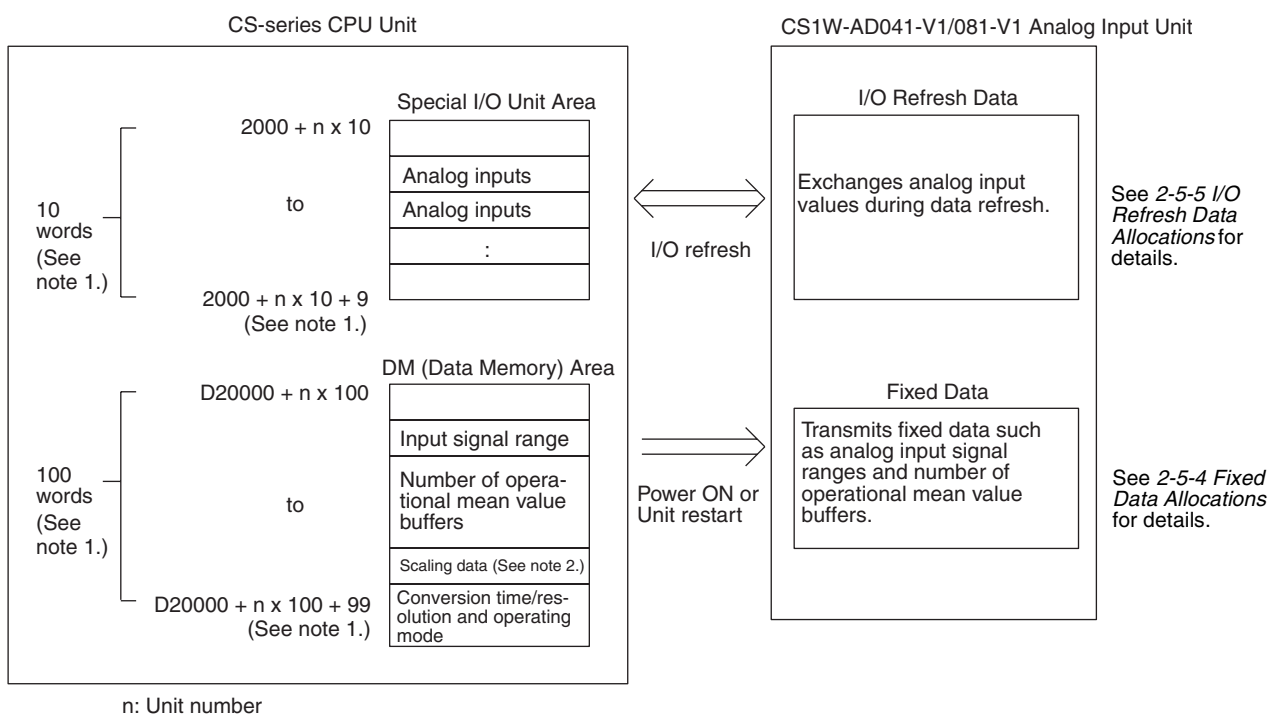 CS-series CPU Unit
CS1W-AD041-V1/081-V1 Analog Input Unit
Special I/O Unit Area
2000 + n x 10
to
2000 + n x 10 + 9
(See note 1.)
10
words
(See
note 1.)
Analog inputs
Analog inputs
:
I/O refresh
I/O Refresh Data
Exchanges analog input
values during data refresh.
See 2-5-5 I/O
Refresh Data
Allocations for
details.
DM (Data Memory) Area
D20000 + n x 100
to
D20000 + n x 100 + 99
(See note 1.)
100
words
(See
note 1.)
Input signal range
Number of opera-
tional mean value
buffers
Scaling data (See note 2.)
Conversion time/res-
olution and operating
mode
Power ON or
Unit restart
Fixed Data
Transmits fixed data such
as analog input signal
ranges and number of
operational mean value
buffers.
See 2-5-4 Fixed
Data Allocations
for details.
n: Unit number